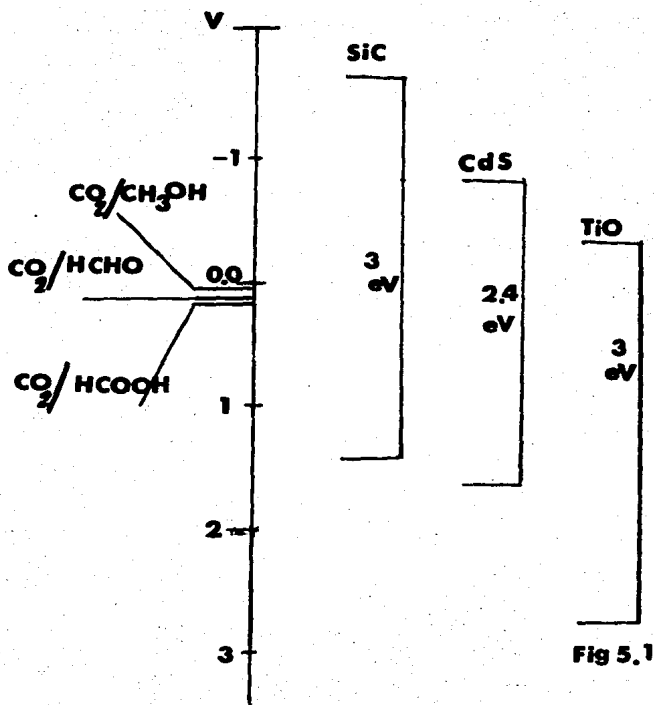 V
SiC
-1
CdS
CO2/CH3OH
TiO
CO2/HCHO
0.0
3
eV
2.4
eV
3
eV
CO2/HCOOH
1
2
3
Fig 5.1